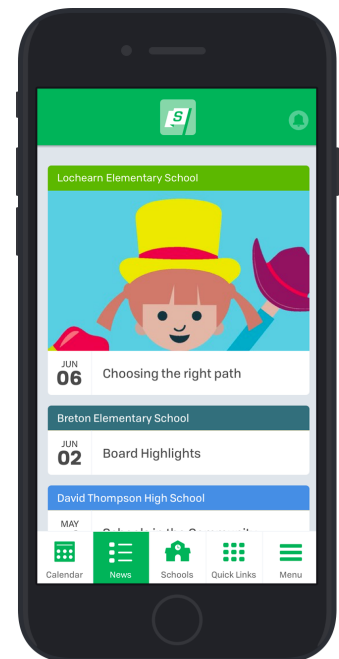 S
Lochearn Elementary School
JUN
06
Choosing the right path
Breton Elementary School
JUN
02
Board Highlights
David Thompson High School
MAY
Calendar
News
Schools
Quick Links
Menu